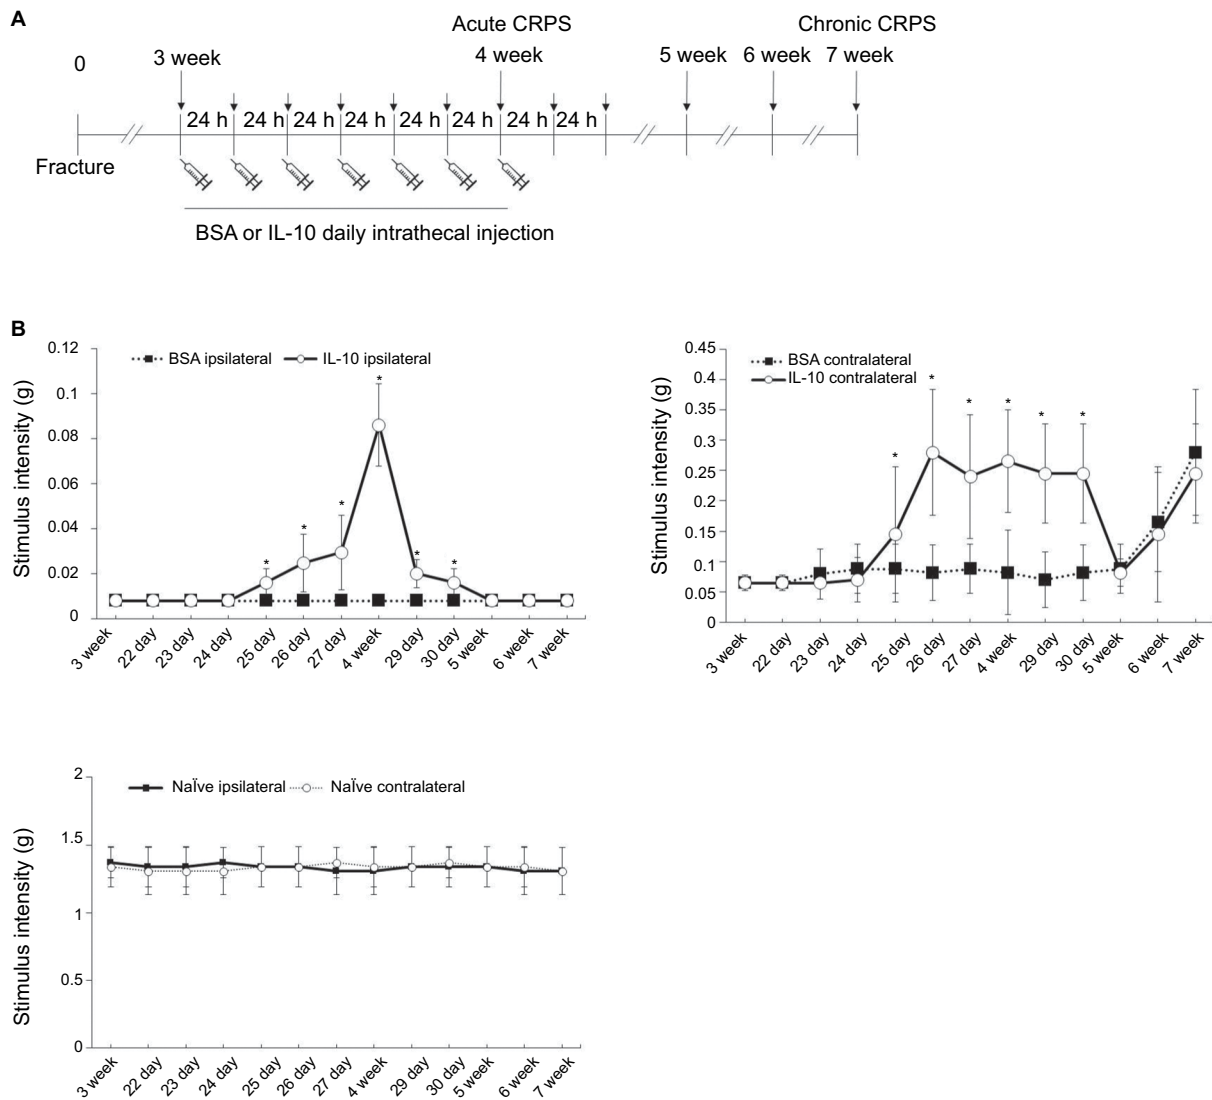 A
Acute CRPS
Chronic CRPS
0
3 week
4 week
5 week
6 week
7 week
24 h
24 h
24 h
24 h
24 h
24 h
24 h
24 h
Fracture
BSA or IL-10 daily intrathecal injection
B
Stimulus intensity (g)
0.12
0.1
0.08
0.06
0.04
0.02
0
BSA ipsilateral
IL-10 ipsilateral
*
*
*
*
*
*
3 week
22 day
23 day
24 day
25 day
26 day
27 day
4 week
29 day
30 day
5 week
6 week
7 week
Stimulus intensity (g)
0.45
0.4
0.35
0.3
0.25
0.2
0.15
0.1
0.05
0
BSA contralateral
IL-10 contralateral
*
*
*
*
*
*
3 week
22 day
23 day
24 day
25 day
26 day
27 day
4 week
29 day
30 day
5 week
6 week
7 week
Stimulus intensity (g)
2
1.5
1
0.5
0
NaÏve ipsilateral
NaÏve contralateral
3 week
22 day
23 day
24 day
25 day
26 day
27 day
4 week
29 day
30 day
5 week
6 week
7 week